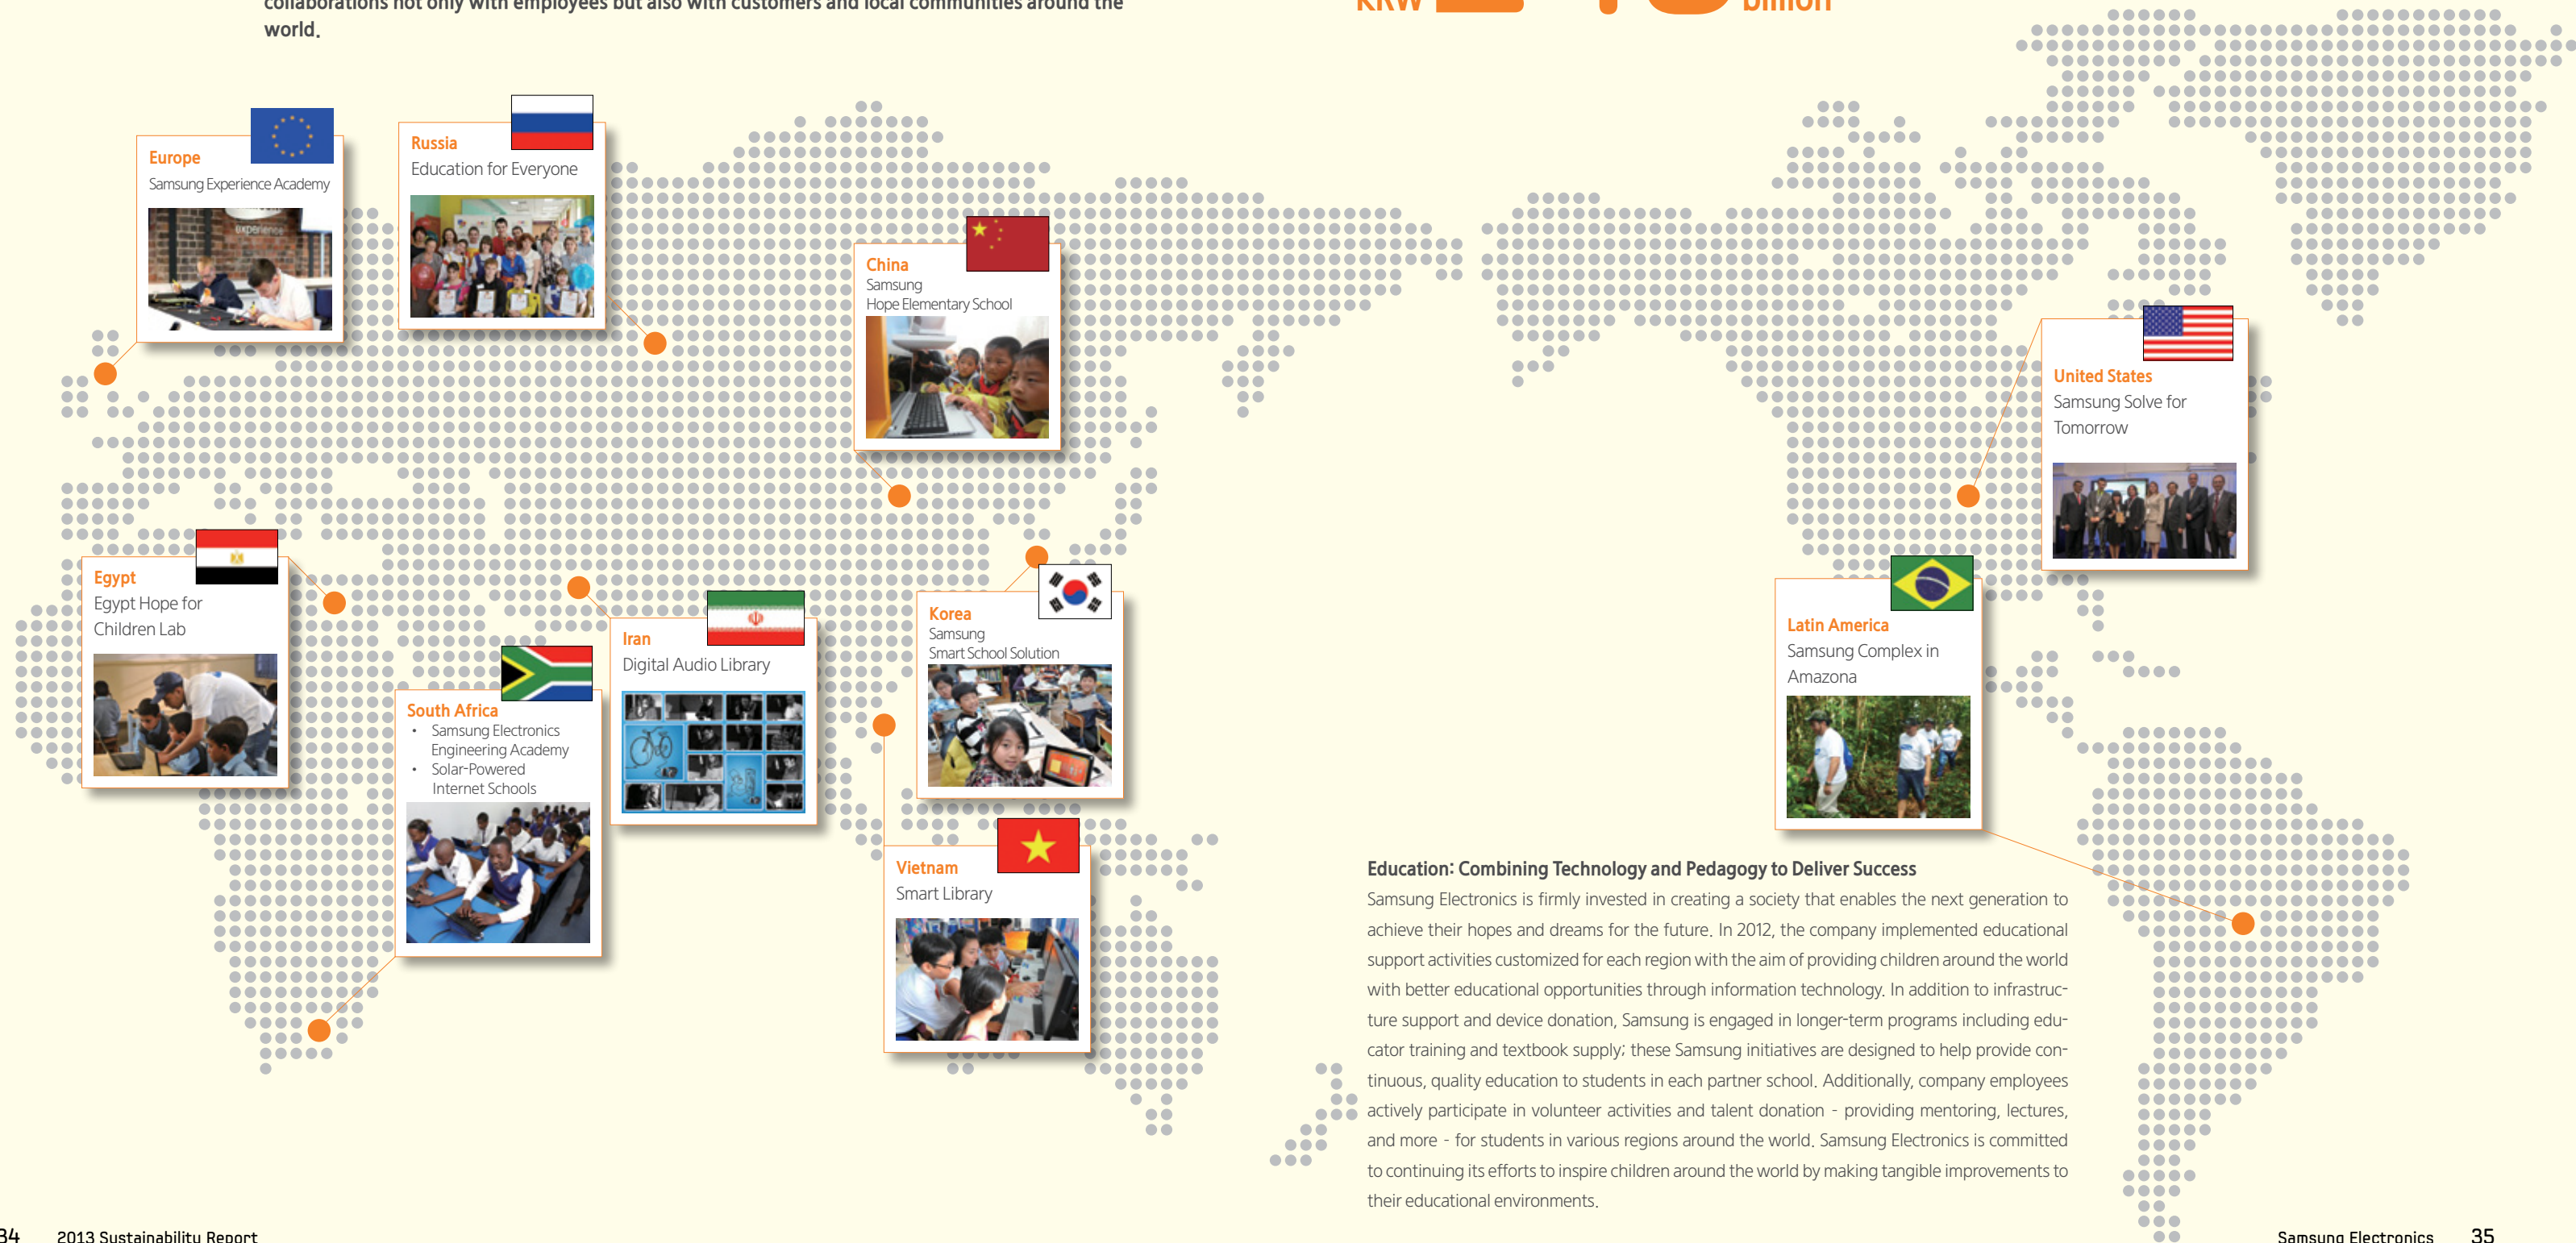 collaborations not only with employees but also with customers and local communities around the
world.
KRW
billion
Europe
Samsung Experience Academy
experience
Russia
Education for Everyone
China
Samsung
Hope Elementary School
United States
Samsung Solve for
Tomorrow
Egypt
Egypt Hope for
Children Lab
South Africa
• Samsung Electronics
Engineering Academy
• Solar-Powered
Internet Schools
Iran
Digital Audio Library
Korea
Samsung
Smart School Solution
Vietnam
Smart Library
Latin America
Samsung Complex in
Amazona
Education: Combining Technology and Pedagogy to Deliver Success
Samsung Electronics is firmly invested in creating a society that enables the next generation to
achieve their hopes and dreams for the future. In 2012, the company implemented educational
support activities customized for each region with the aim of providing children around the world
with better educational opportunities through information technology. In addition to infrastruc-
ture support and device donation, Samsung is engaged in longer-term programs including edu-
cator training and textbook supply; these Samsung initiatives are designed to help provide con-
tinuous, quality education to students in each partner school. Additionally, company employees
actively participate in volunteer activities and talent donation - providing mentoring, lectures,
and more - for students in various regions around the world. Samsung Electronics is committed
to continuing its efforts to inspire children around the world by making tangible improvements to
their educational environments.
34 2013 Sustainability Report
Samsung Electronics 35